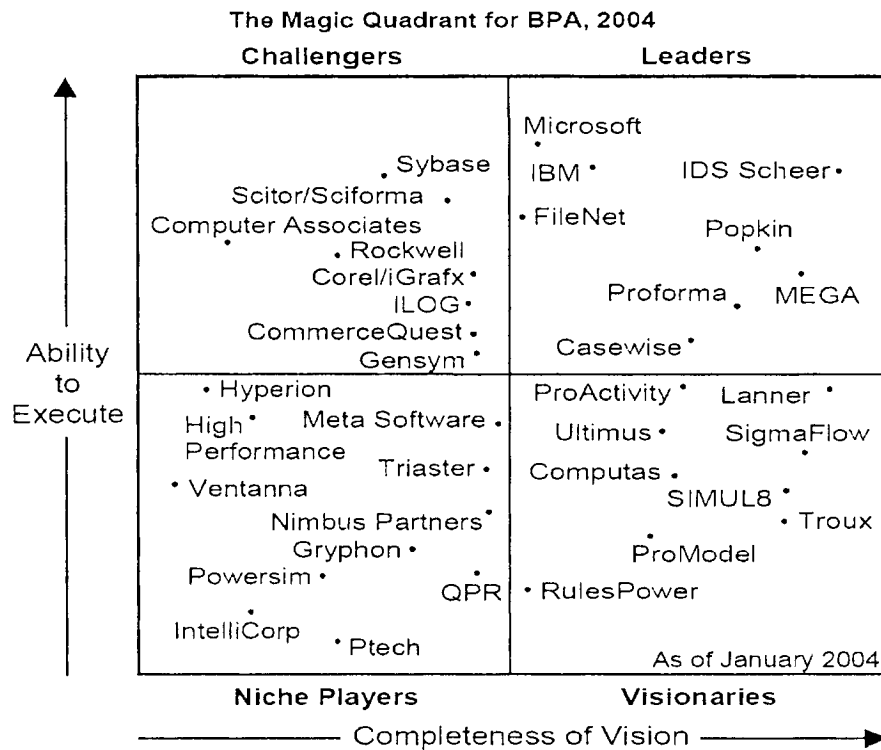 The Magic Quadrant for BPA, 2004
Challengers
Leaders
Microsoft
Sybase
IBM
IDS Scheer
Scitor/Sciforma
Computer Associates
FileNet
Popkin
Rockwell
Corel/iGrafx
ILOG
Proforma
MEGA
CommerceQuest
Gensym
Casewise
Ability
to
Execute
Hyperion
High
Performance
Meta Software
Ventanna
Triaster
Nimbus Partners
Gryphon
Powersim
QPR
IntelliCorp
Ptech
ProActivity
Lanner
Ultimus
SigmaFlow
Computas
SIMUL8
Troux
ProModel
RulesPower
As of January 2004
Niche Players
Visionaries
Completeness of Vision